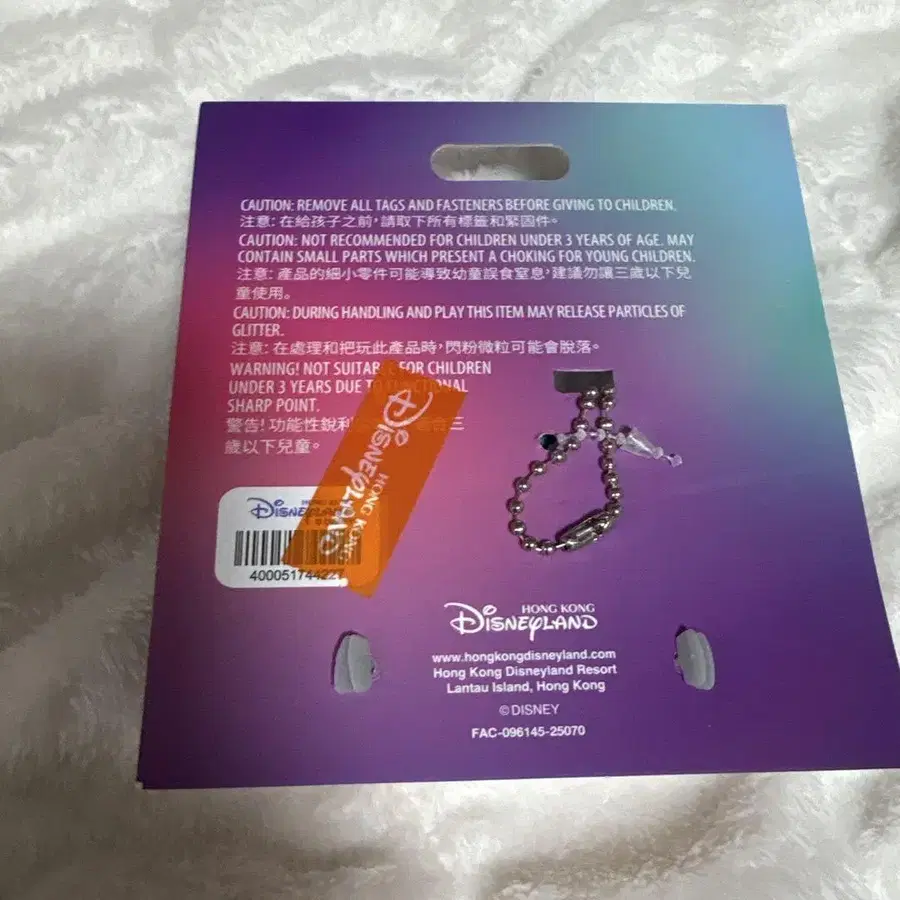 CAUTION: REMOVE ALL TAGS AND FASTENERS BEFORE GIVING TO CHILDREN.
注意: 在給孩子之前,請取下所有標籤和緊固件。
CAUTION: NOT RECOMMENDED FOR CHILDREN UNDER 3 YEARS OF AGE. MAY
CONTAIN SMALL PARTS WHICH PRESENT A CHOKING FOR YOUNG CHILDREN.
注意: 產品的細小零件可能導致幼童誤食窒息,建議勿讓三歲以下兒
童使用。
CAUTION: DURING HANDLING AND PLAY THIS ITEM MAY RELEASE PARTICLES OF
GLITTER.
注意: 在處理和把玩此產品時,閃粉微粒可能會脫落。
WARNING! NOT SUITABLE FOR CHILDREN
UNDER 3 YEARS DUE TO FUNCTIONAL
SHARP POINT.
警告! 功能性銳利 三
歲以下兒童。
HONG KONG
DISNEYLAND
DISNEYLAND
400051744227
HONG KONG
DISNEYLAND
www.hongkongdisneyland.com
Hong Kong Disneyland Resort
Lantau Island, Hong Kong
©DISNEY
FAC-096145-25070